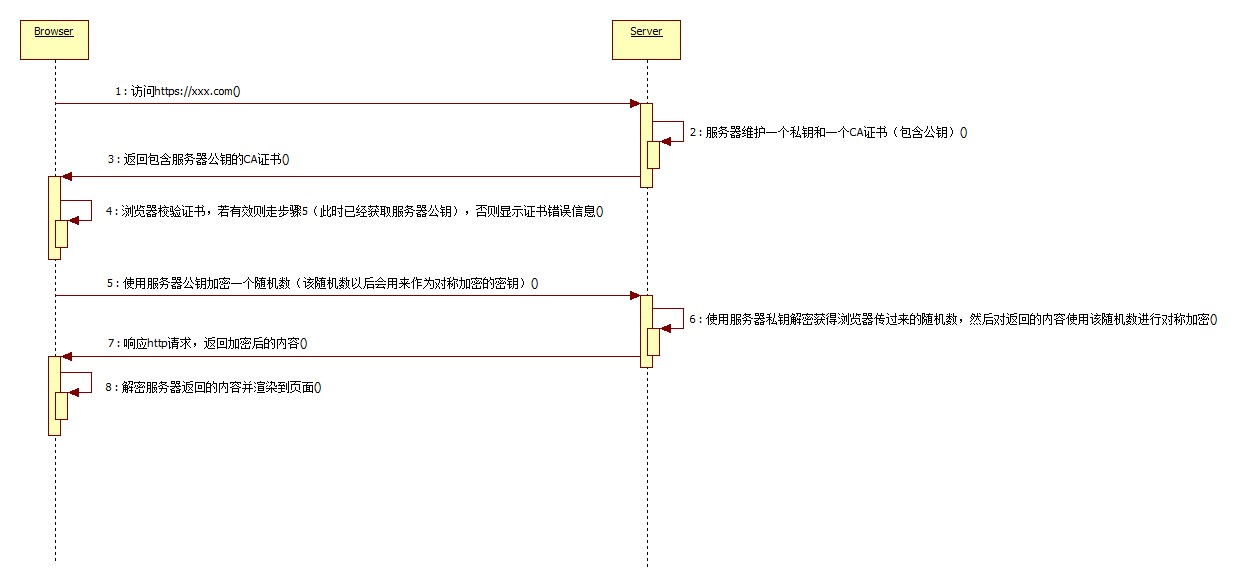 Browser
Server
1 : 访问https://xxx.com()
2 : 服务器维护一个私钥和一个CA证书（包含公钥）()
3 : 返回包含服务器公钥的CA证书()
4 : 浏览器校验证书，若有效则走步骤5（此时已经获取服务器公钥），否则显示证书错误信息()
5 : 使用服务器公钥加密一个随机数（该随机数以后会用来作为对称加密的密钥）()
6 : 使用服务器私钥解密获得浏览器传过来的随机数，然后对返回的内容使用该随机数进行对称加密()
7 : 响应http请求，返回加密后的内容()
8 : 解密服务器返回的内容并渲染到页面()